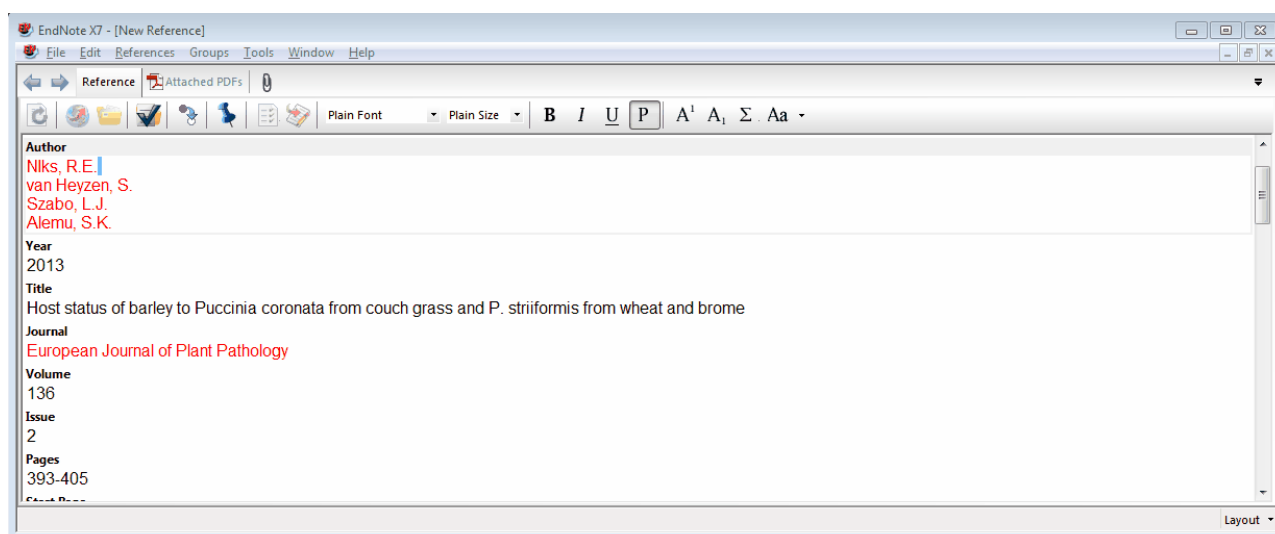 EndNote X7 - [New Reference]
File Edit References Groups Tools Window Help
Reference Attached PDFs
Plain Font Plain Size B I U P A¹ A₁ Σ Aa
Author
NIks, R.E.
van Heyzen, S.
Szabo, L.J.
Alemu, S.K.
Year
2013
Title
Host status of barley to Puccinia coronata from couch grass and P. striiformis from wheat and brome
Journal
European Journal of Plant Pathology
Volume
136
Issue
2
Pages
393-405
Layout